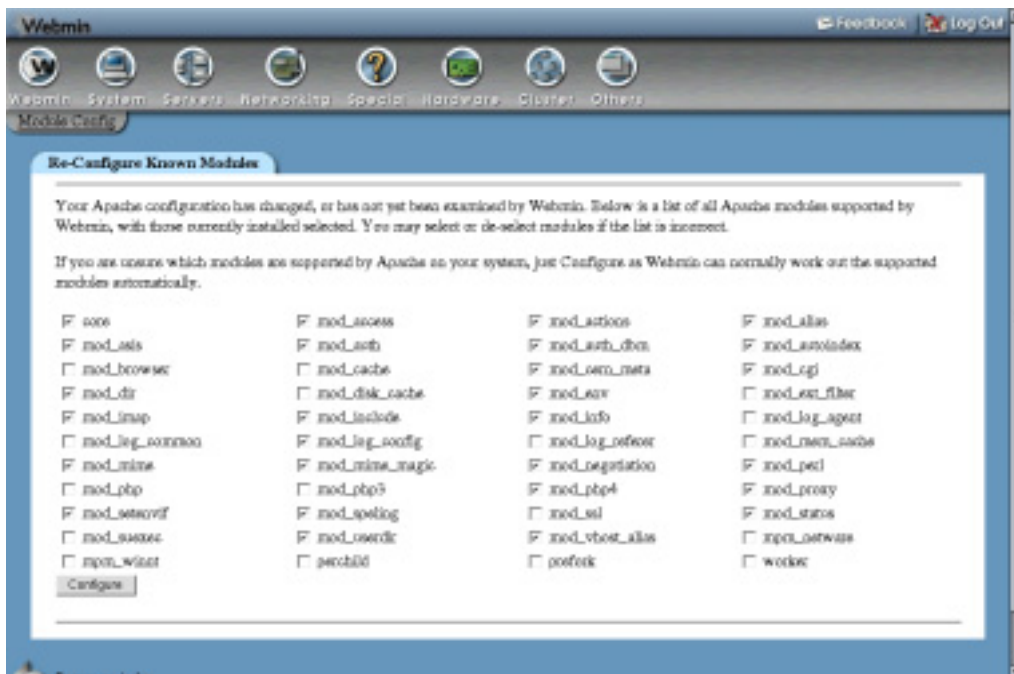 Webmin
Feedback Log Out
Webmin System Servers Networking Special Hardware Cluster Others
Module Config
Re-Configure Known Modules
Your Apache configuration has changed, or has not yet been examined by Webmin. Below is a list of all Apache modules supported by
Webmin, with those currently installed selected. You may select or de-select modules if the list is incorrect.
If you are unsure which modules are supported by Apache on your system, just Configure as Webmin can normally work out the supported
modules automatically.
core mod_access mod_actions mod_alias
mod_asis mod_auth mod_auth_dbm mod_autoindex
mod_browser mod_cache mod_cern_meta mod_cgi
mod_dir mod_disk_cache mod_env mod_ext_filter
mod_imap mod_include mod_info mod_log_agent
mod_log_common mod_log_config mod_log_referer mod_mem_cache
mod_mime mod_mime_magic mod_negotiation mod_perl
mod_php mod_php3 mod_php4 mod_proxy
mod_setenvif mod_speling mod_ssl mod_status
mod_suexec mod_userdir mod_vhost_alias mpm_netware
mpm_winnt perchild prefork worker
Configure